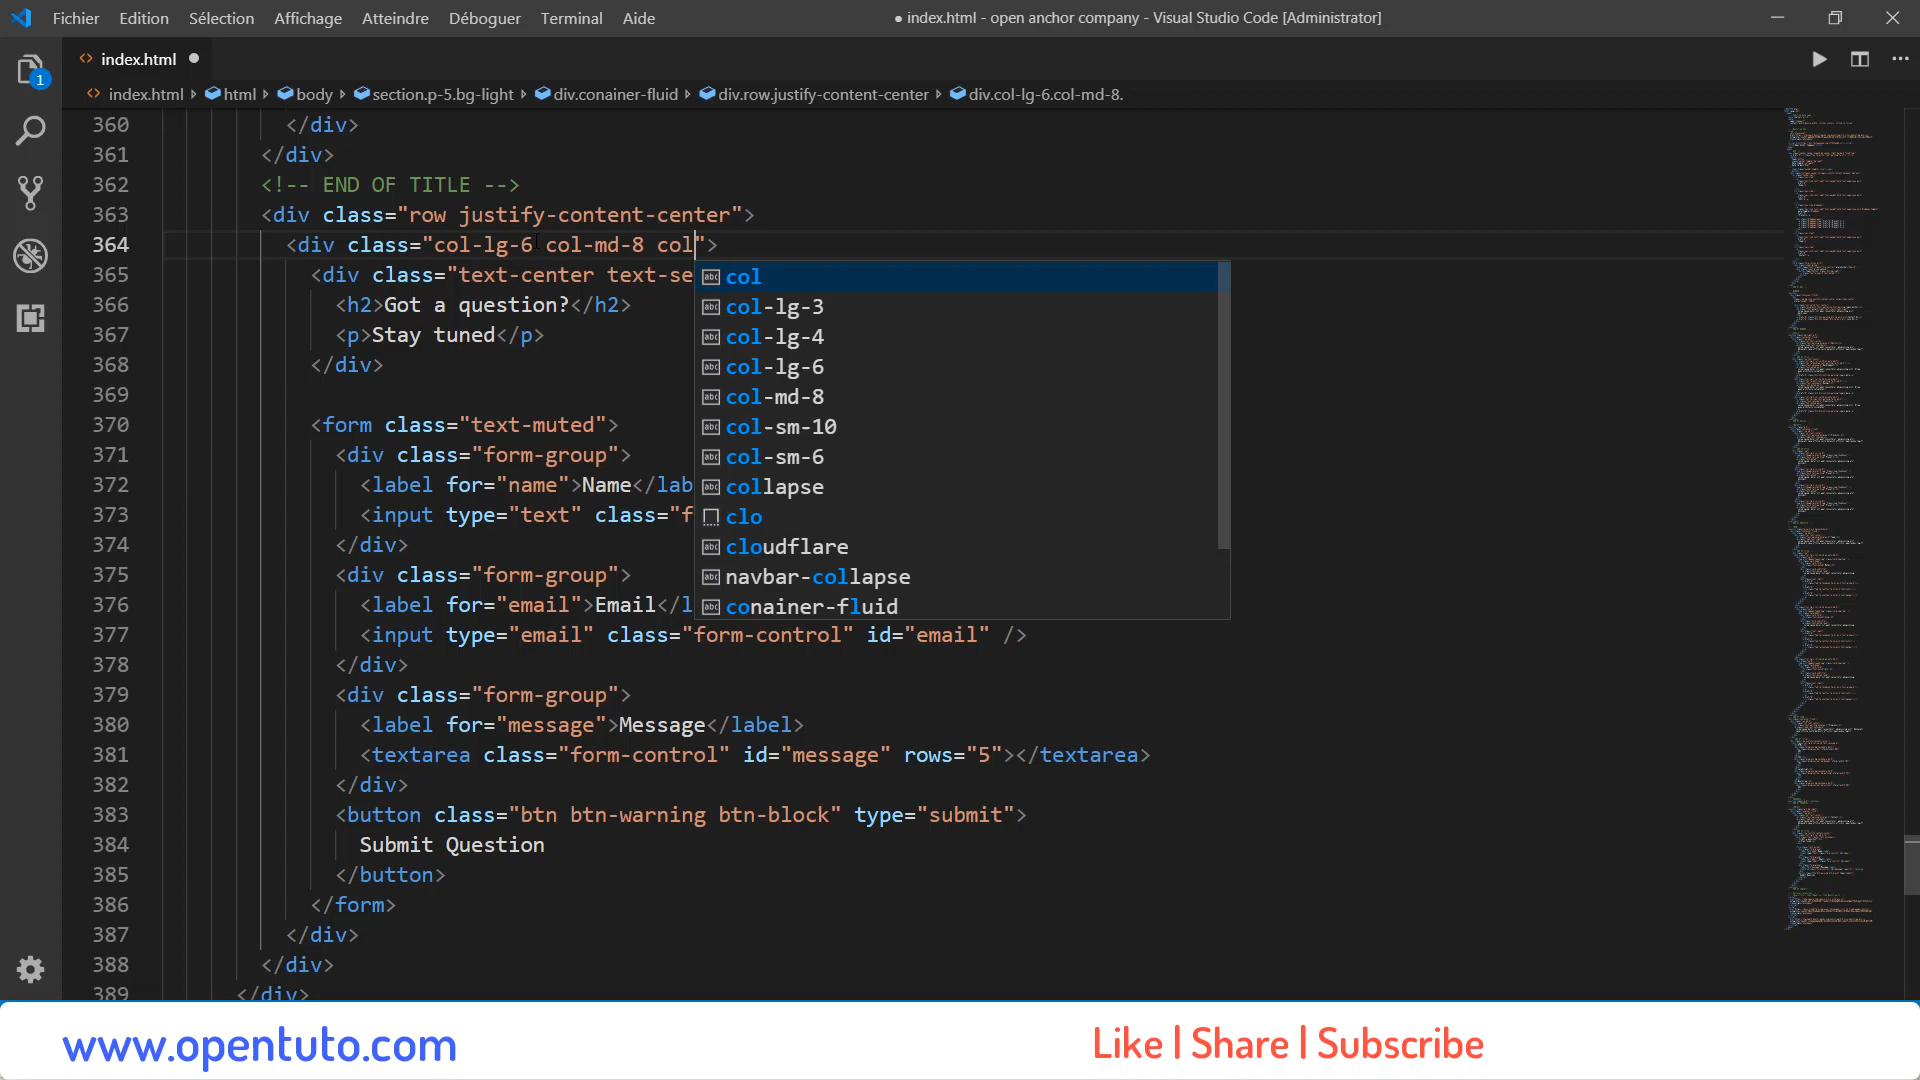 Fichier Edition Sélection Affichage Atteindre Déboguer Terminal Aide
● index.html - open anchor company - Visual Studio Code [Administrator]
index.html
1
index.html html body section.p-5.bg-light div.conainer-fluid div.row.justify-content-center div.col-lg-6.col-md-8.
360 </div>
361 </div>
362 <!-- END OF TITLE -->
363 <div class="row justify-content-center">
364 <div class="col-lg-6 col-md-8 col">
365 <div class="text-center text-se
366 <h2>Got a question?</h2>
367 <p>Stay tuned</p>
368 </div>
369
370 <form class="text-muted">
371 <div class="form-group">
372 <label for="name">Name</lab
373 <input type="text" class="f
374 </div>
375 <div class="form-group">
376 <label for="email">Email</l
377 <input type="email" class="form-control" id="email" />
378 </div>
379 <div class="form-group">
380 <label for="message">Message</label>
381 <textarea class="form-control" id="message" rows="5"></textarea>
382 </div>
383 <button class="btn btn-warning btn-block" type="submit">
384 Submit Question
385 </button>
386 </form>
387 </div>
388 </div>
389 </div>
col
col-lg-3
col-lg-4
col-lg-6
col-md-8
col-sm-10
col-sm-6
collapse
clo
cloudflare
navbar-collapse
conainer-fluid
www.opentuto.com
Like | Share | Subscribe